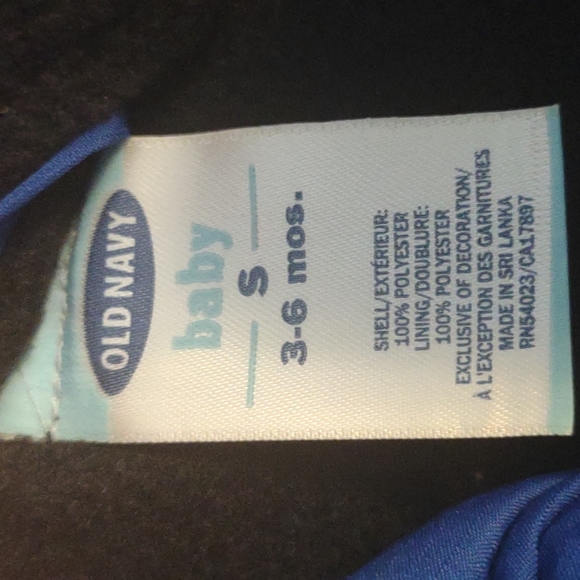 OLD NAVY
baby
S
3-6 mos.
SHELL/EXTÉRIEUR:
100% POLYESTER
LINING/DOUBLURE:
100% POLYESTER
EXCLUSIVE OF DECORATION/
À L'EXCEPTION DES GARNITURES
MADE IN SRI LANKA
RN54023/CA17897